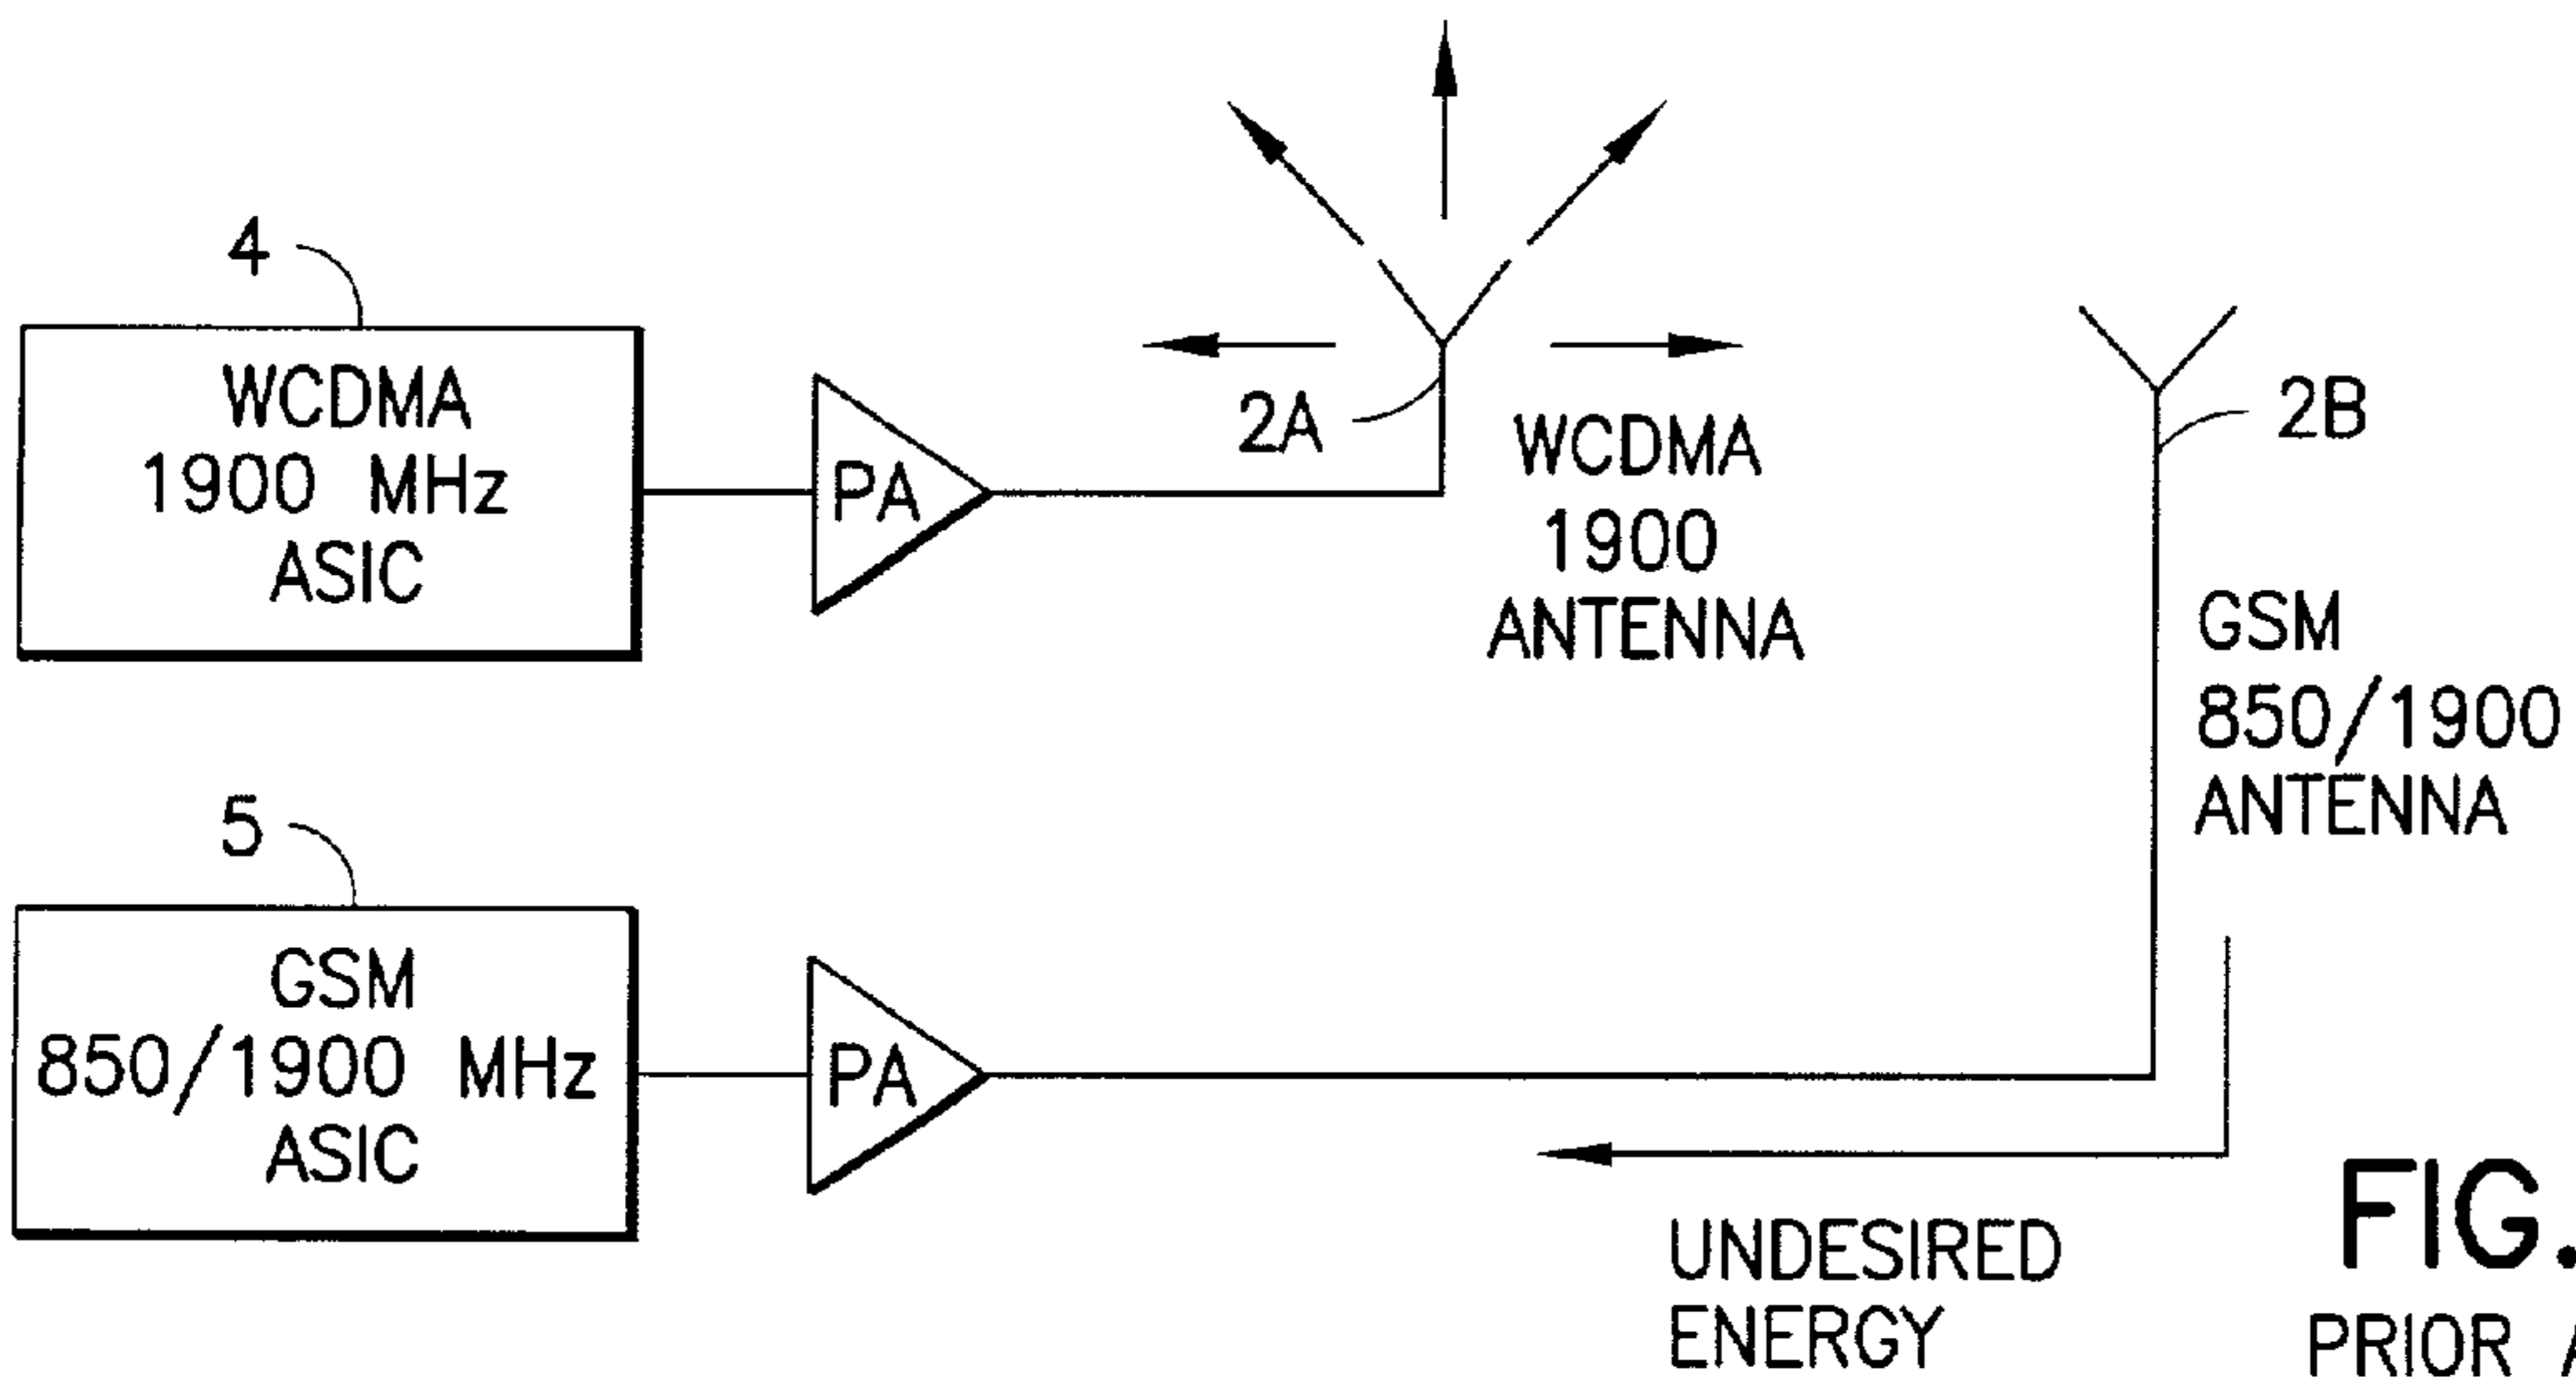 4
WCDMA
1900 MHz
ASIC
PA
2A
WCDMA
1900
ANTENNA
2B
GSM
850/1900
ANTENNA
5
GSM
850/1900 MHz
ASIC
PA
UNDESIRED
ENERGY
FIG.
PRIOR